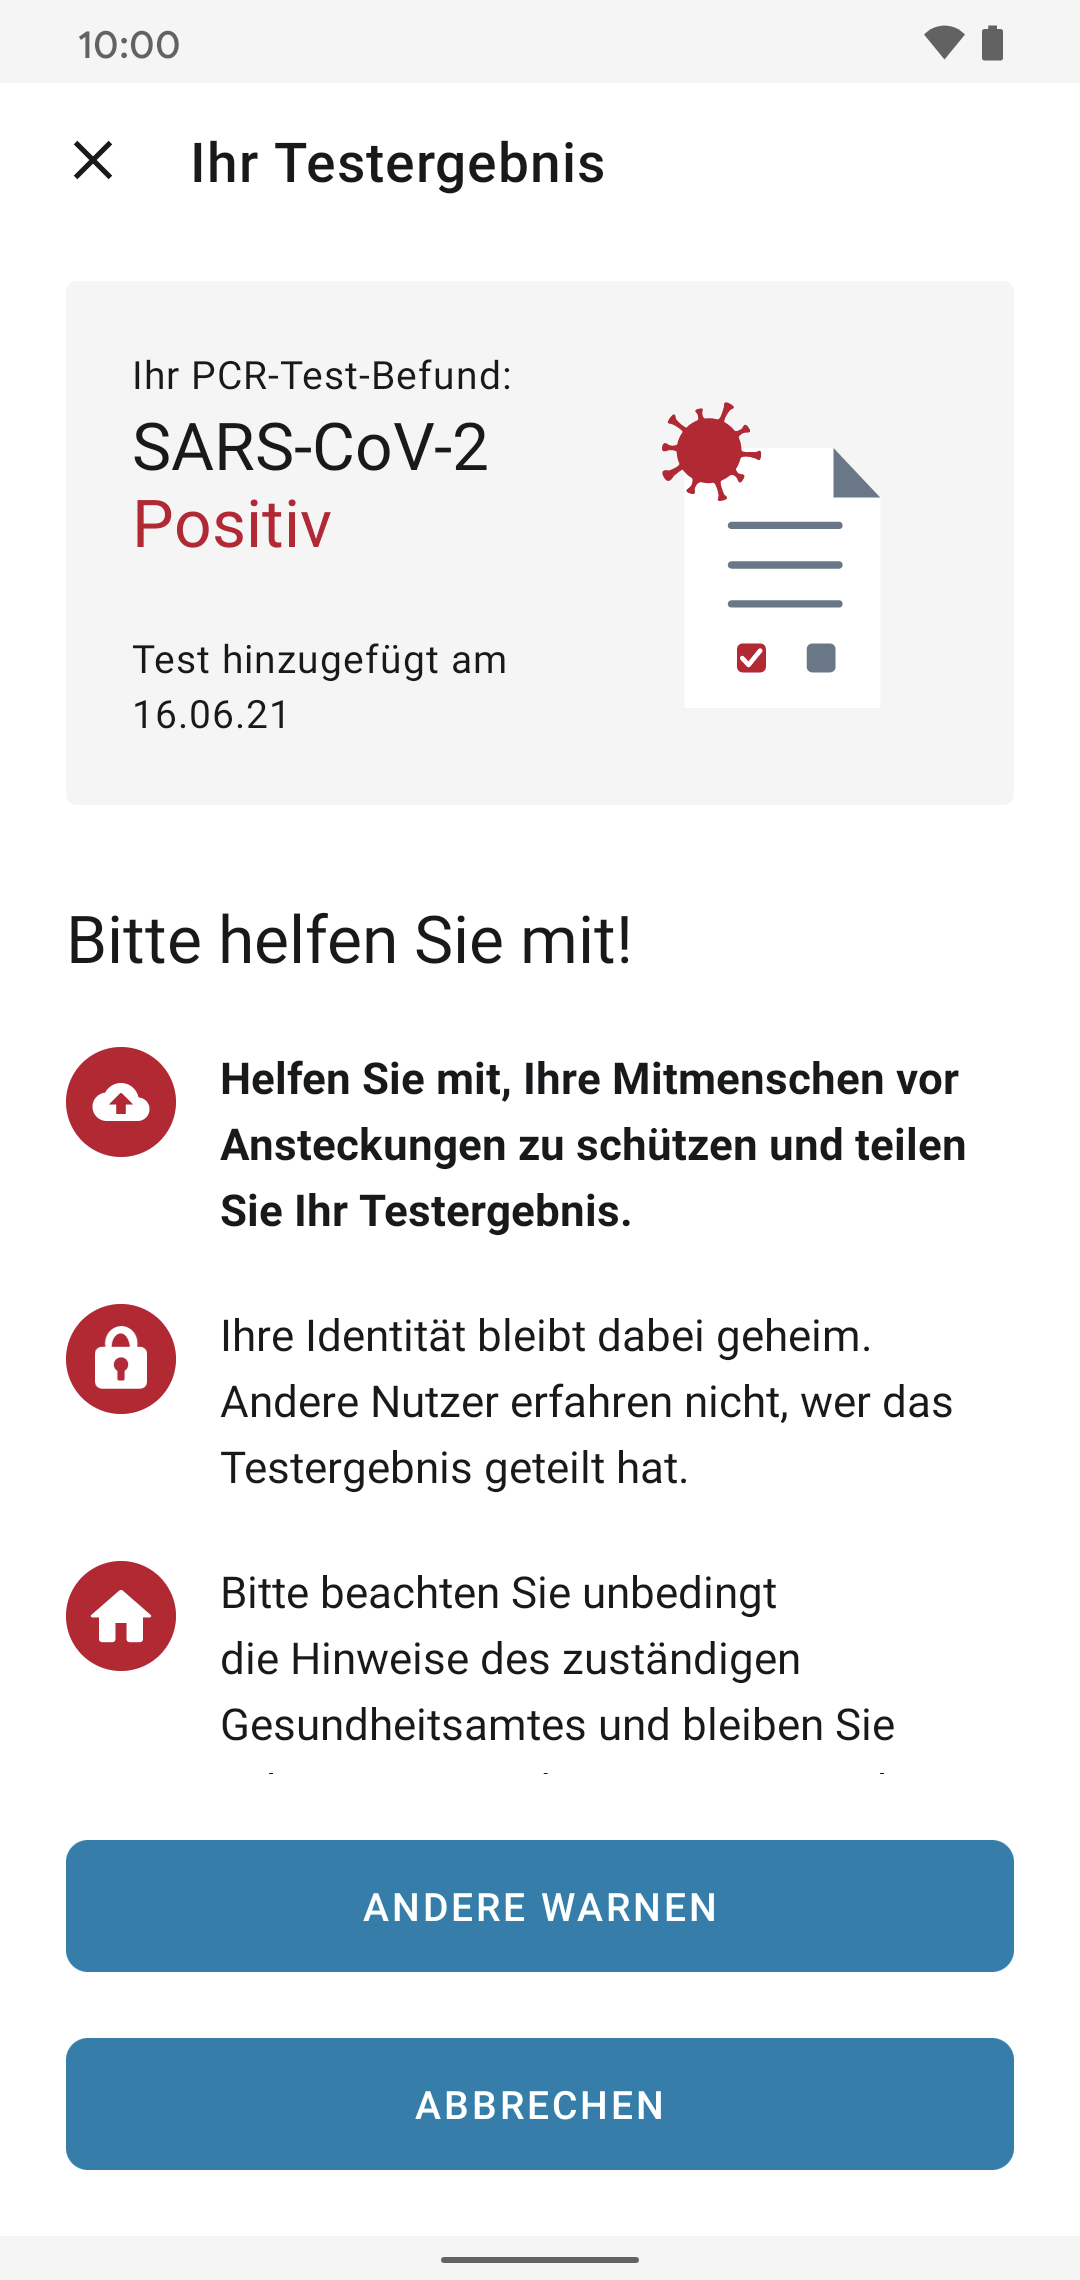 10:00
Ihr Testergebnis
Ihr PCR-Test-Befund:
SARS-CoV-2
Positiv
Test hinzugefügt am
16.06.21
Bitte helfen Sie mit!
Helfen Sie mit, Ihre Mitmenschen vor
Ansteckungen zu schützen und teilen
Sie Ihr Testergebnis.
Ihre Identität bleibt dabei geheim.
Andere Nutzer erfahren nicht, wer das
Testergebnis geteilt hat.
Bitte beachten Sie unbedingt
die Hinweise des zuständigen
Gesundheitsamtes und bleiben Sie
ANDERE WARNEN
ABBRECHEN